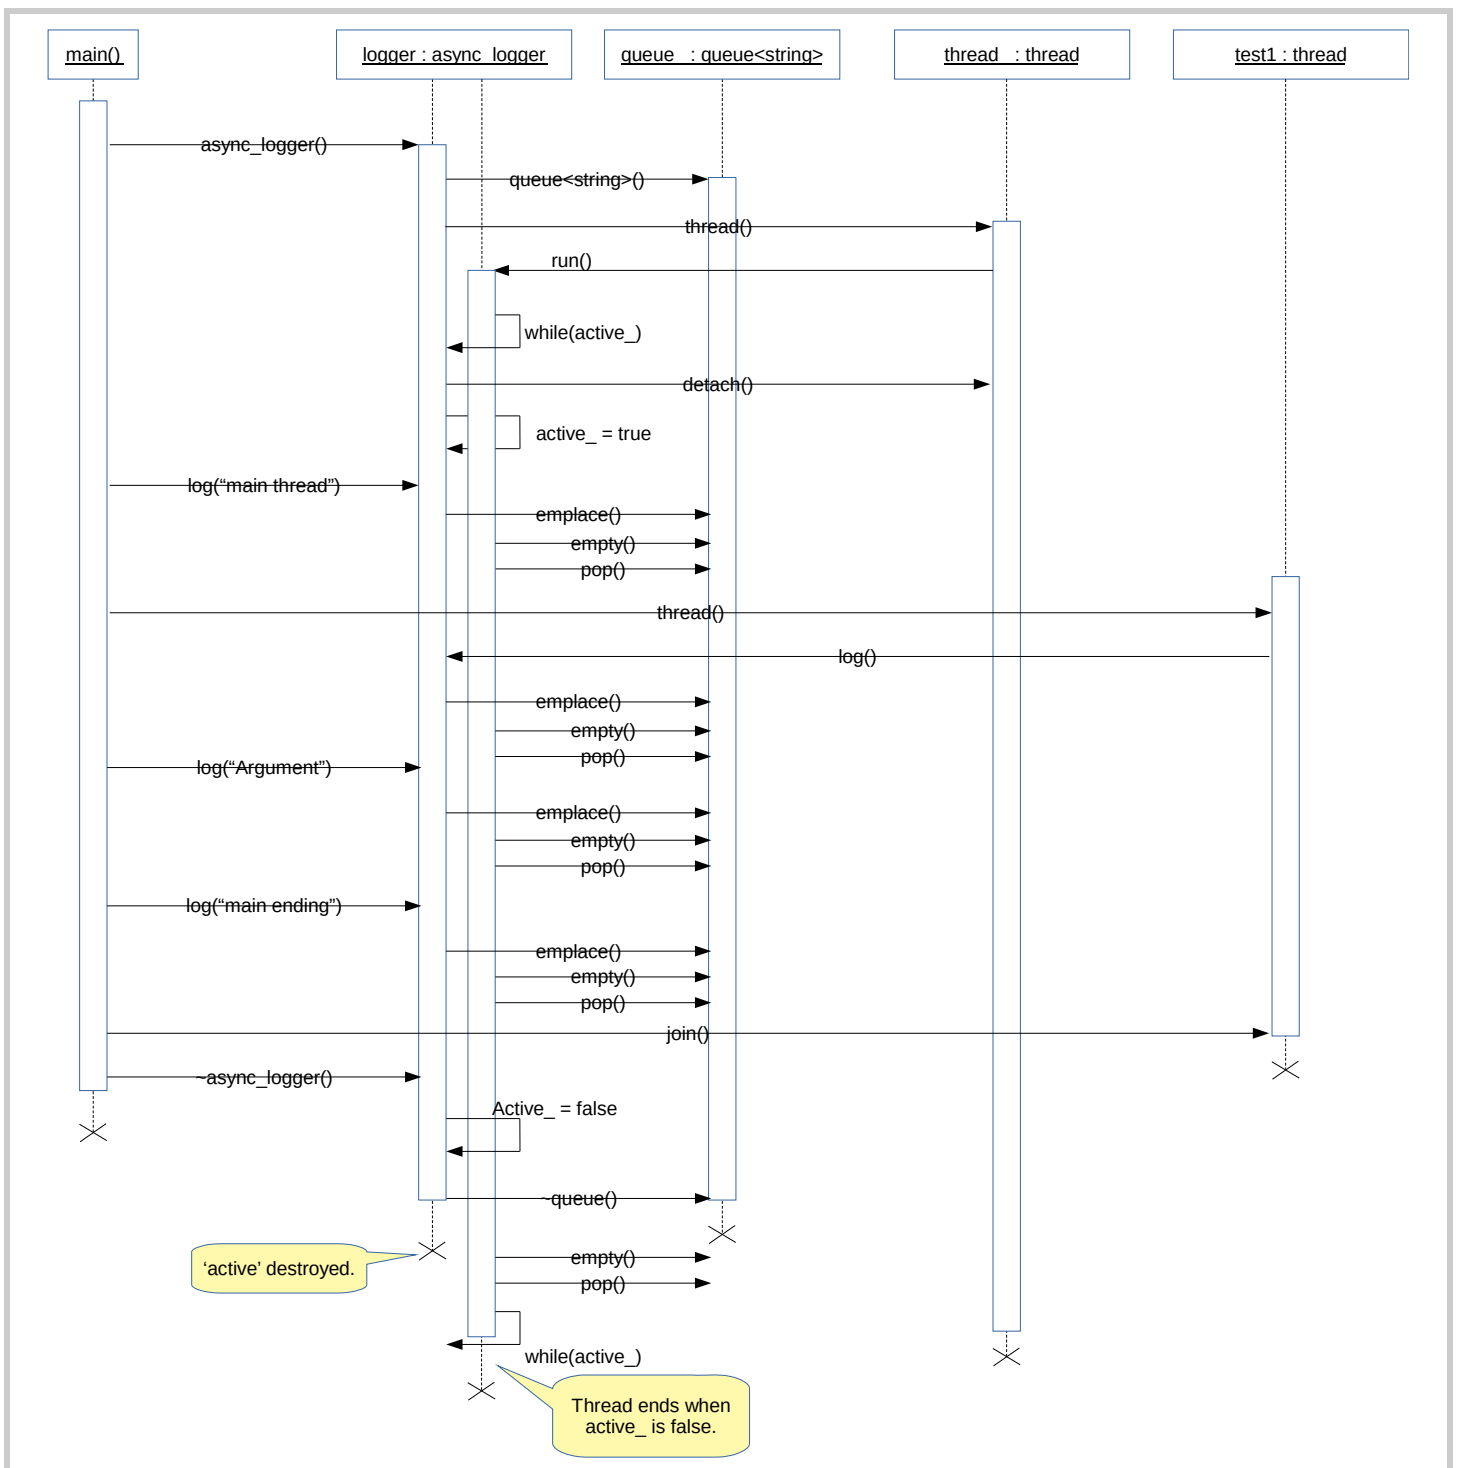 main()
logger : async_logger
queue_ : queue<string>
thread_ : thread
test1 : thread
async_logger()
queue<string>()
thread()
run()
while(active_)
detach()
active_ = true
log(“main thread”)
emplace()
empty()
pop()
thread()
log()
emplace()
empty()
pop()
log(“Argument”)
emplace()
empty()
pop()
log(“main ending”)
emplace()
empty()
pop()
join()
~async_logger()
Active_ = false
~queue()
empty()
‘active’ destroyed.
pop()
while(active_)
Thread ends when
active_ is false.